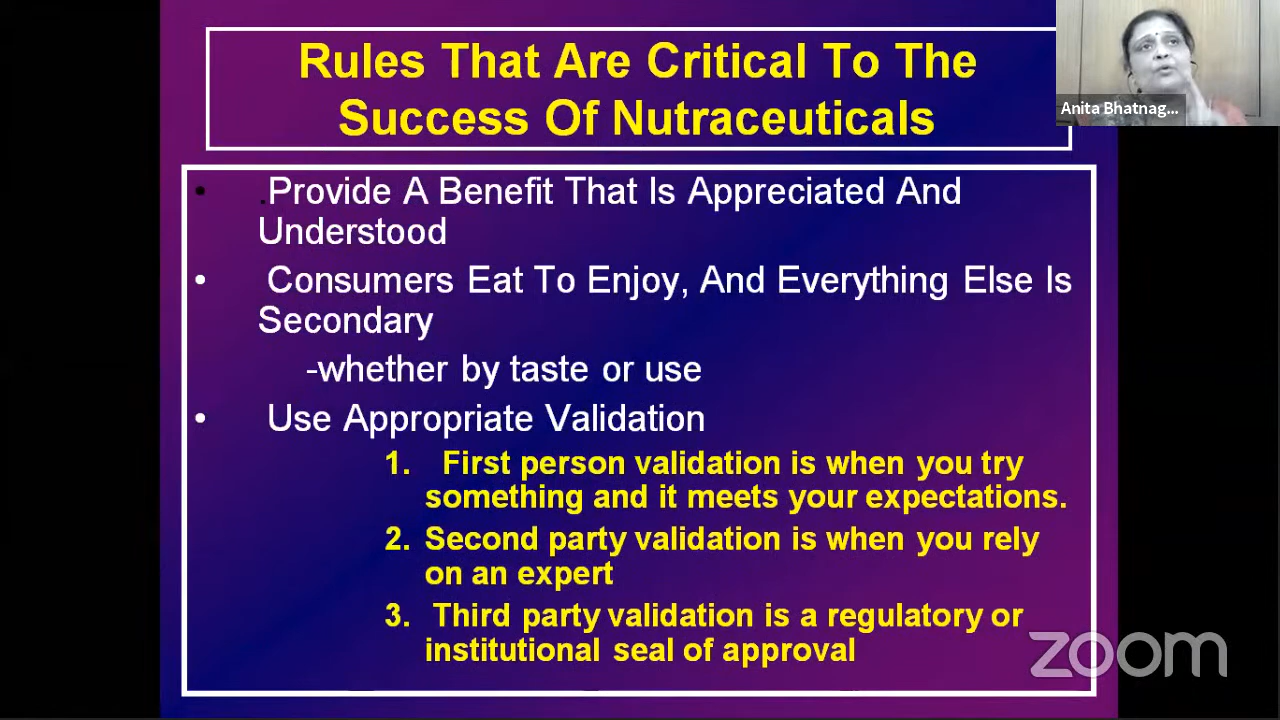 Rules That Are Critical To The
Success Of Nutraceuticals
Anita Bhatnag...
• .Provide A Benefit That Is Appreciated And
Understood
• Consumers Eat To Enjoy, And Everything Else Is
Secondary
-whether by taste or use
• Use Appropriate Validation
1. First person validation is when you try
something and it meets your expectations.
2. Second party validation is when you rely
on an expert
3. Third party validation is a regulatory or
institutional seal of approval
zoom